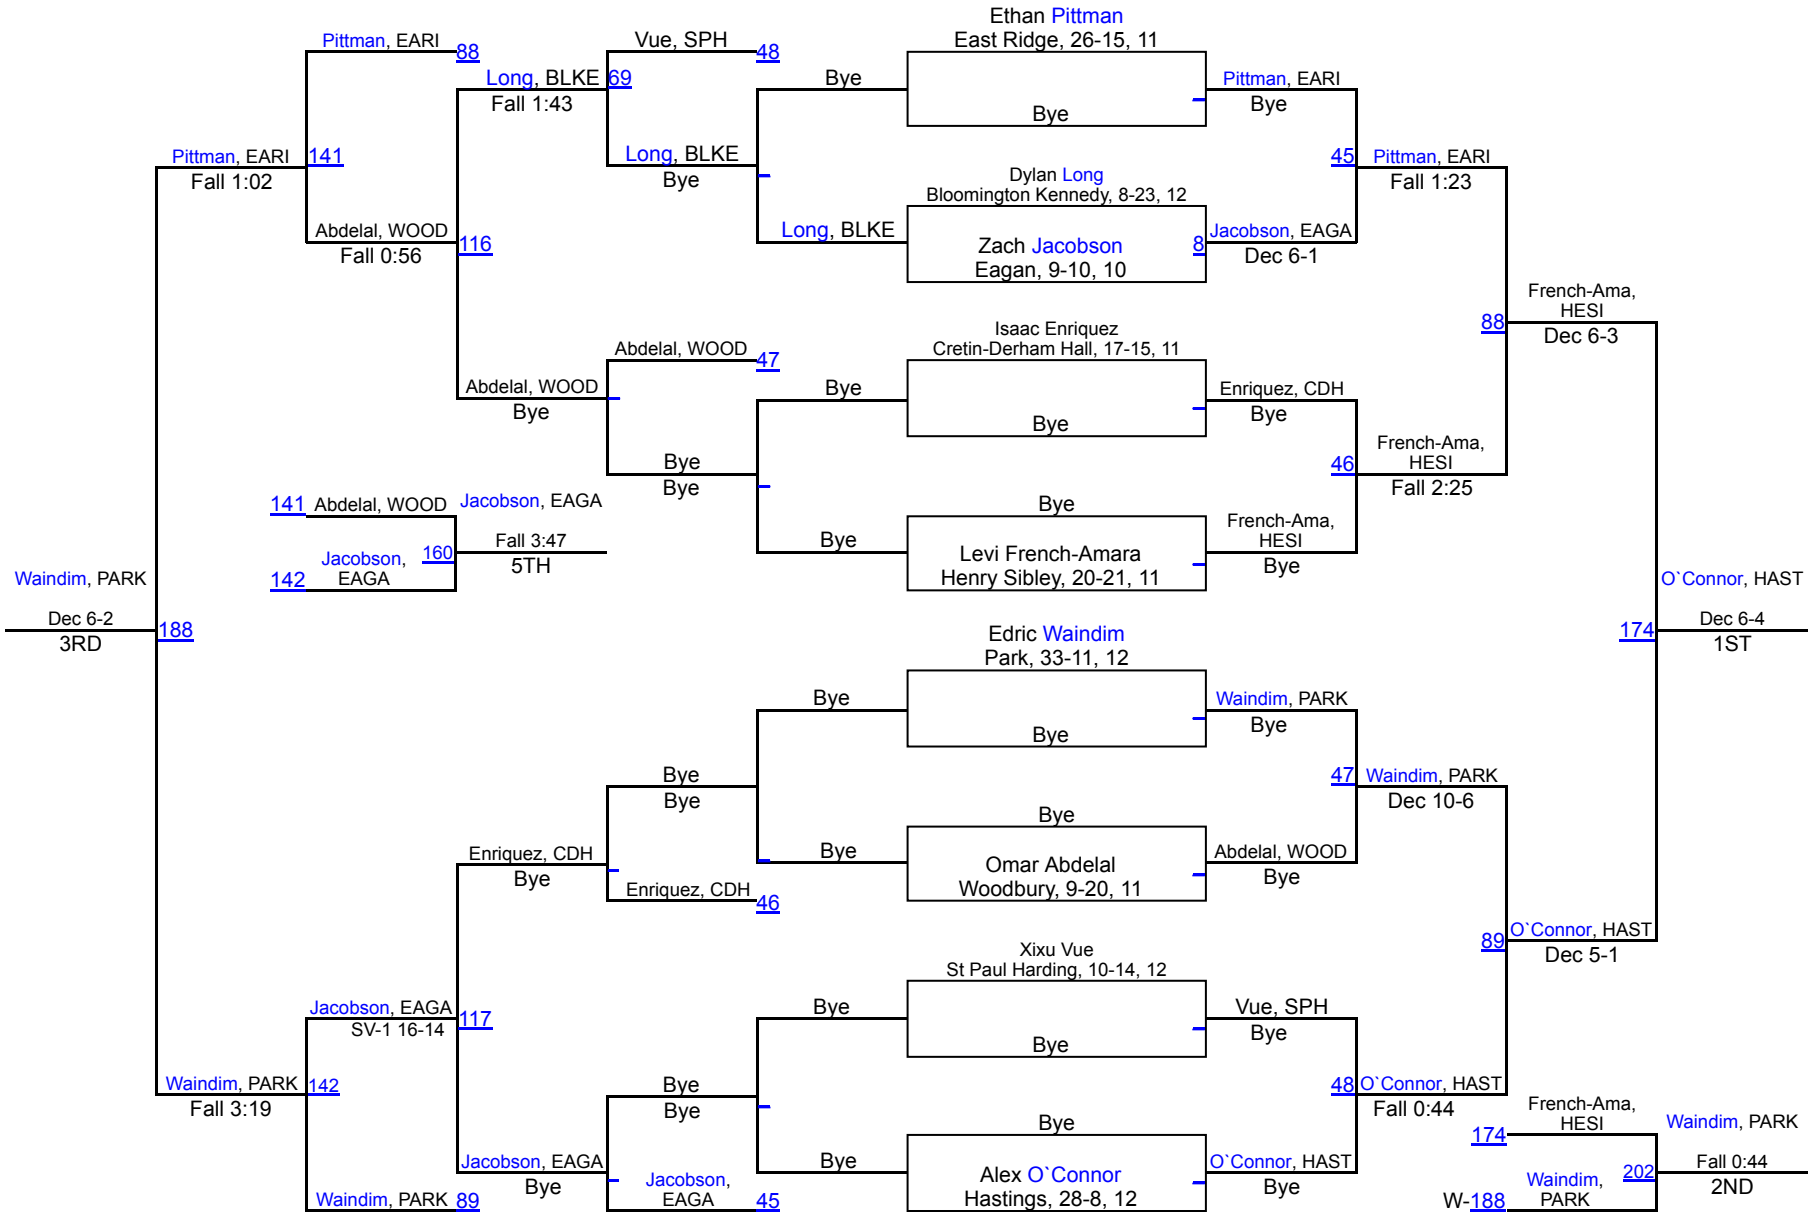 Ethan Pittman
East Ridge, 26-15, 11
Pittman, EARI
88
Vue, SPH
48
Long, BLKE
69
Fall 1:43
Bye
Pittman, EARI
Bye
Bye
Pittman, EARI
141
Fall 1:02
Long, BLKE
Bye
45
Pittman, EARI
Fall 1:23
Dylan Long
Bloomington Kennedy, 8-23, 12
Abdelal, WOOD
116
Fall 0:56
Long, BLKE
Zach Jacobson
Eagan, 9-10, 10
8
Jacobson, EAGA
Dec 6-1
French-Ama,
HESI
88
Dec 6-3
Isaac Enriquez
Cretin-Derham Hall, 17-15, 11
Abdelal, WOOD
47
Abdelal, WOOD
Bye
Bye
Bye
Enriquez, CDH
Bye
French-Ama,
HESI
46
Fall 2:25
Bye
Bye
141
Abdelal, WOOD
Jacobson, EAGA
Bye
French-Ama,
HESI
Bye
Bye
Levi French-Amara
Henry Sibley, 20-21, 11
Fall 3:47
5TH
160
Jacobson,
EAGA
142
Waindim, PARK
Dec 6-2
3RD
188
O`Connor, HAST
174
Dec 6-4
1ST
Edric Waindim
Park, 33-11, 12
Bye
Waindim, PARK
Bye
Bye
Bye
Bye
47
Waindim, PARK
Dec 10-6
Bye
Enriquez, CDH
Bye
Bye
Omar Abdelal
Woodbury, 9-20, 11
Abdelal, WOOD
Bye
Enriquez, CDH
46
89
O`Connor, HAST
Dec 5-1
Xixu Vue
St Paul Harding, 10-14, 12
Jacobson, EAGA
117
SV-1 16-14
Bye
Vue, SPH
Bye
Bye
Waindim, PARK
142
Fall 3:19
Bye
Bye
48
O`Connor, HAST
Fall 0:44
Bye
French-Ama,
HESI
174
Waindim, PARK
Jacobson, EAGA
Bye
Bye
Alex O`Connor
Hastings, 28-8, 12
O`Connor, HAST
Bye
Fall 0:44
2ND
202
Waindim, PARK
89
Jacobson,
EAGA
45
W-188
Waindim,
PARK